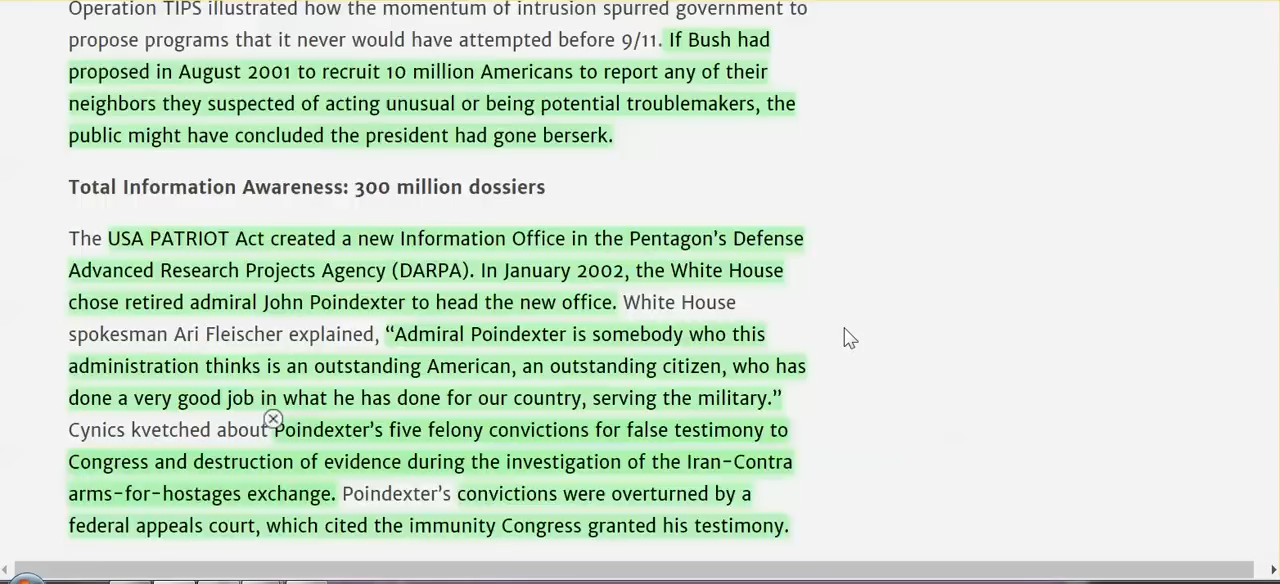 Operation TIPS illustrated how the momentum of intrusion spurred government to
propose programs that it never would have attempted before 9/11. If Bush had
proposed in August 2001 to recruit 10 million Americans to report any of their
neighbors they suspected of acting unusual or being potential troublemakers, the
public might have concluded the president had gone berserk.
Total Information Awareness: 300 million dossiers
The USA PATRIOT Act created a new Information Office in the Pentagon’s Defense
Advanced Research Projects Agency (DARPA). In January 2002, the White House
chose retired admiral John Poindexter to head the new office. White House
spokesman Ari Fleischer explained, “Admiral Poindexter is somebody who this
administration thinks is an outstanding American, an outstanding citizen, who has
done a very good job in what he has done for our country, serving the military.”
Cynics kvetched about Poindexter’s five felony convictions for false testimony to
Congress and destruction of evidence during the investigation of the Iran-Contra
arms-for-hostages exchange. Poindexter’s convictions were overturned by a
federal appeals court, which cited the immunity Congress granted his testimony.